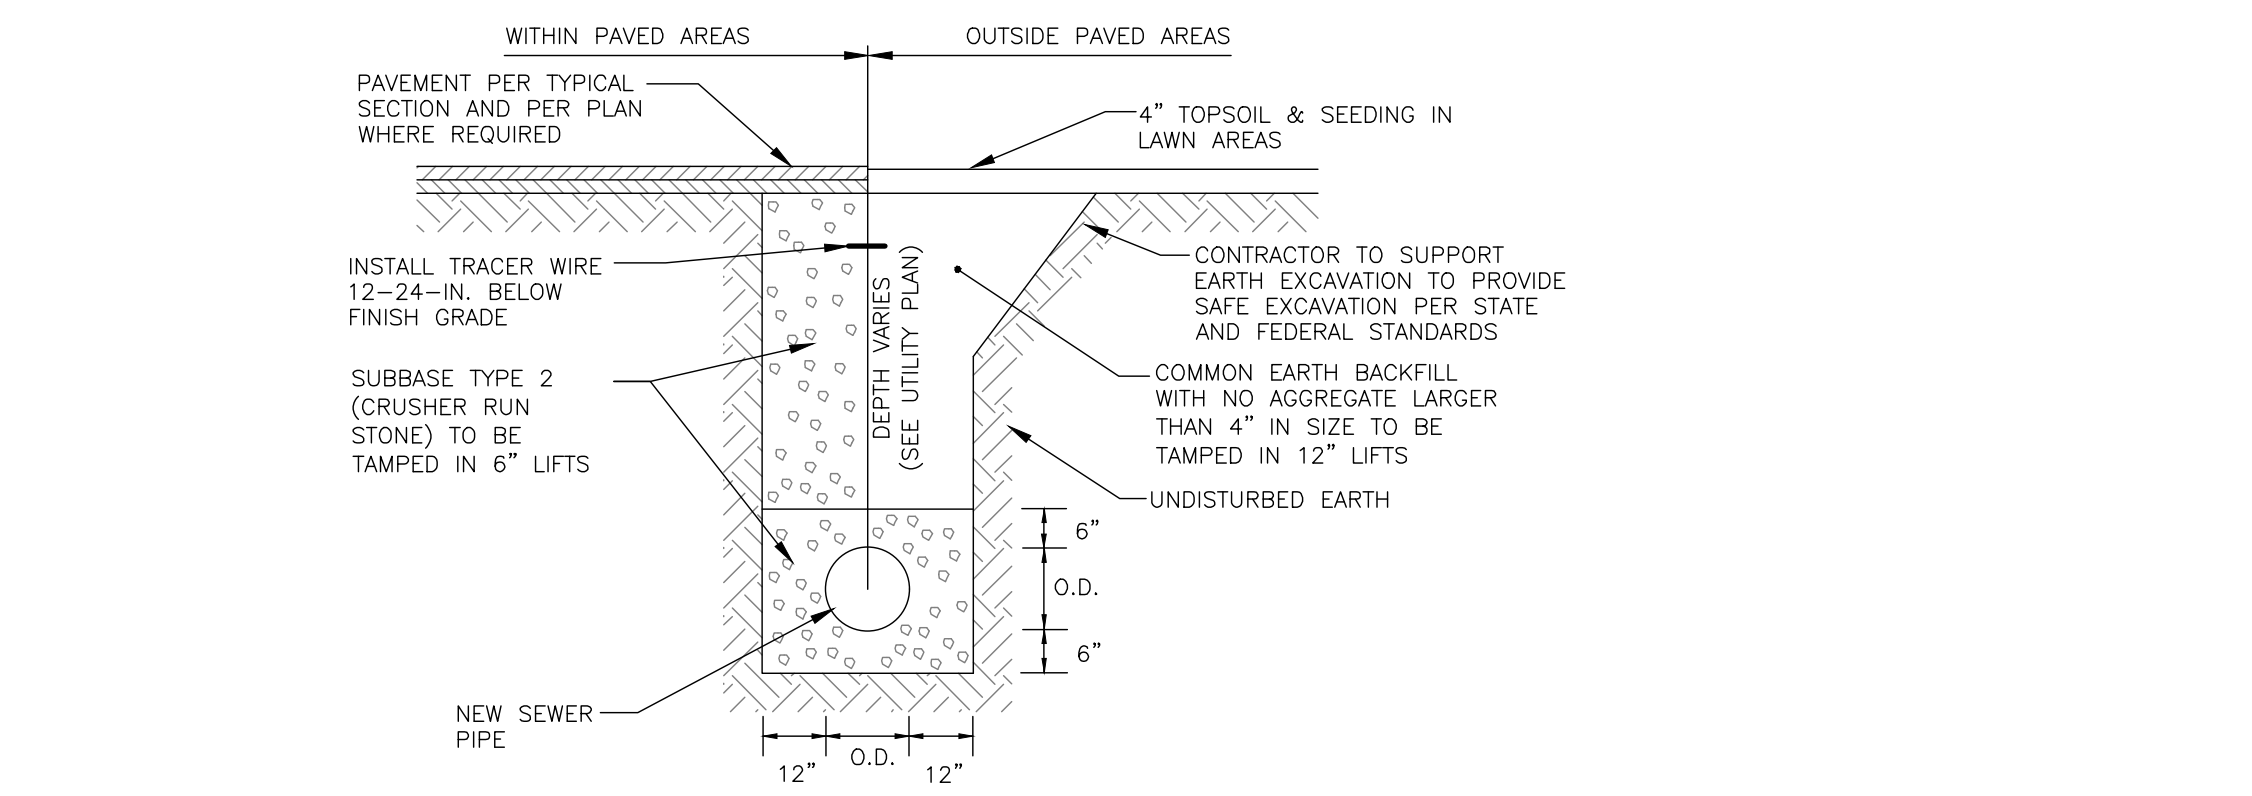 WITHIN PAVED AREAS
OUTSIDE PAVED AREAS
PAVEMENT PER TYPICAL
SECTION AND PER PLAN
WHERE REQUIRED
4” TOPSOIL & SEEDING IN
LAWN AREAS
INSTALL TRACER WIRE
12-24-IN. BELOW
FINISH GRADE
DEPTH VARIES
(SEE UTILITY PLAN)
CONTRACTOR TO SUPPORT
EARTH EXCAVATION TO PROVIDE
SAFE EXCAVATION PER STATE
AND FEDERAL STANDARDS
SUBBASE TYPE 2
(CRUSHER RUN
STONE) TO BE
TAMPED IN 6” LIFTS
COMMON EARTH BACKFILL
WITH NO AGGREGATE LARGER
THAN 4” IN SIZE TO BE
TAMPED IN 12” LIFTS
UNDISTURBED EARTH
6”
O.D.
6”
NEW SEWER
PIPE
12”
O.D.
12”